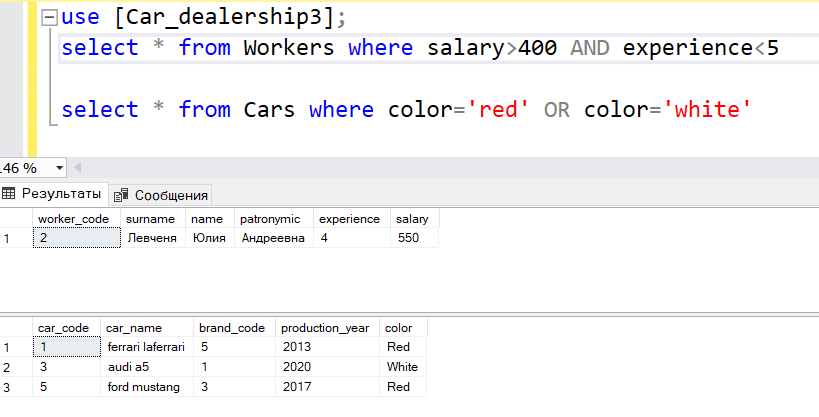 use [Car_dealership3];
select * from Workers where salary>400 AND experience<5
select * from Cars where color='red' OR color='white'
146 %
Результаты Сообщения
worker_code surname name patronymic experience salary
1 2 Левченя Юлия Андреевна 4 550
car_code car_name brand_code production_year color
1 1 ferrari laferrari 5 2013 Red
2 3 audi a5 1 2020 White
3 5 ford mustang 3 2017 Red